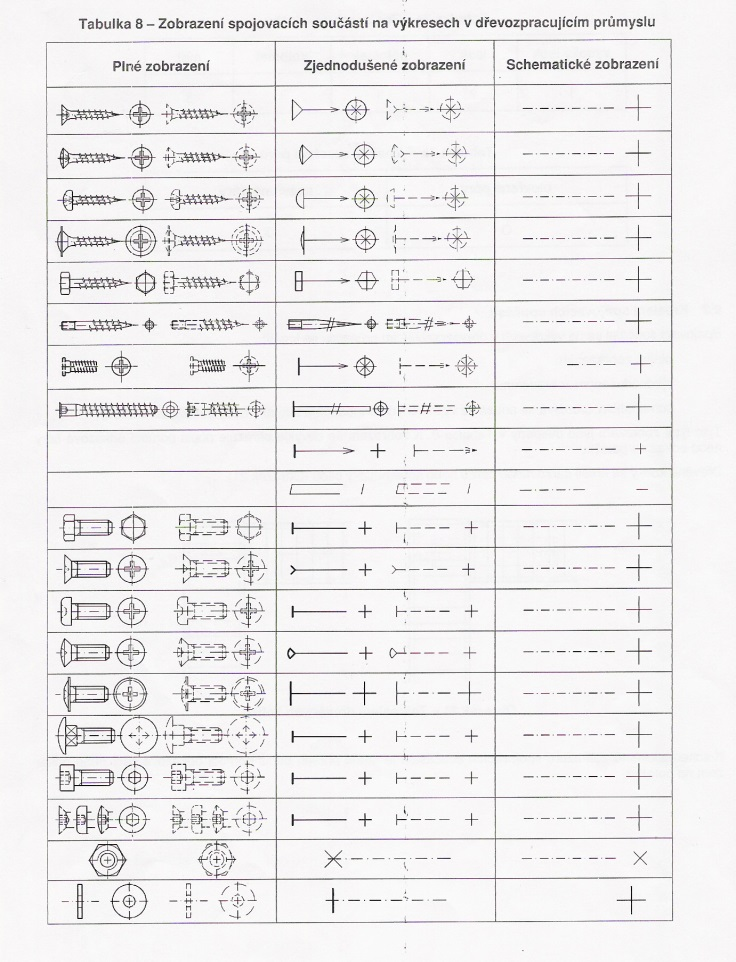 Tabulka 8 – Zobrazení spojovacích součástí na výkresech v dřevozpracujícím průmyslu
Plné zobrazení
Zjednodušené zobrazení
Schematické zobrazení